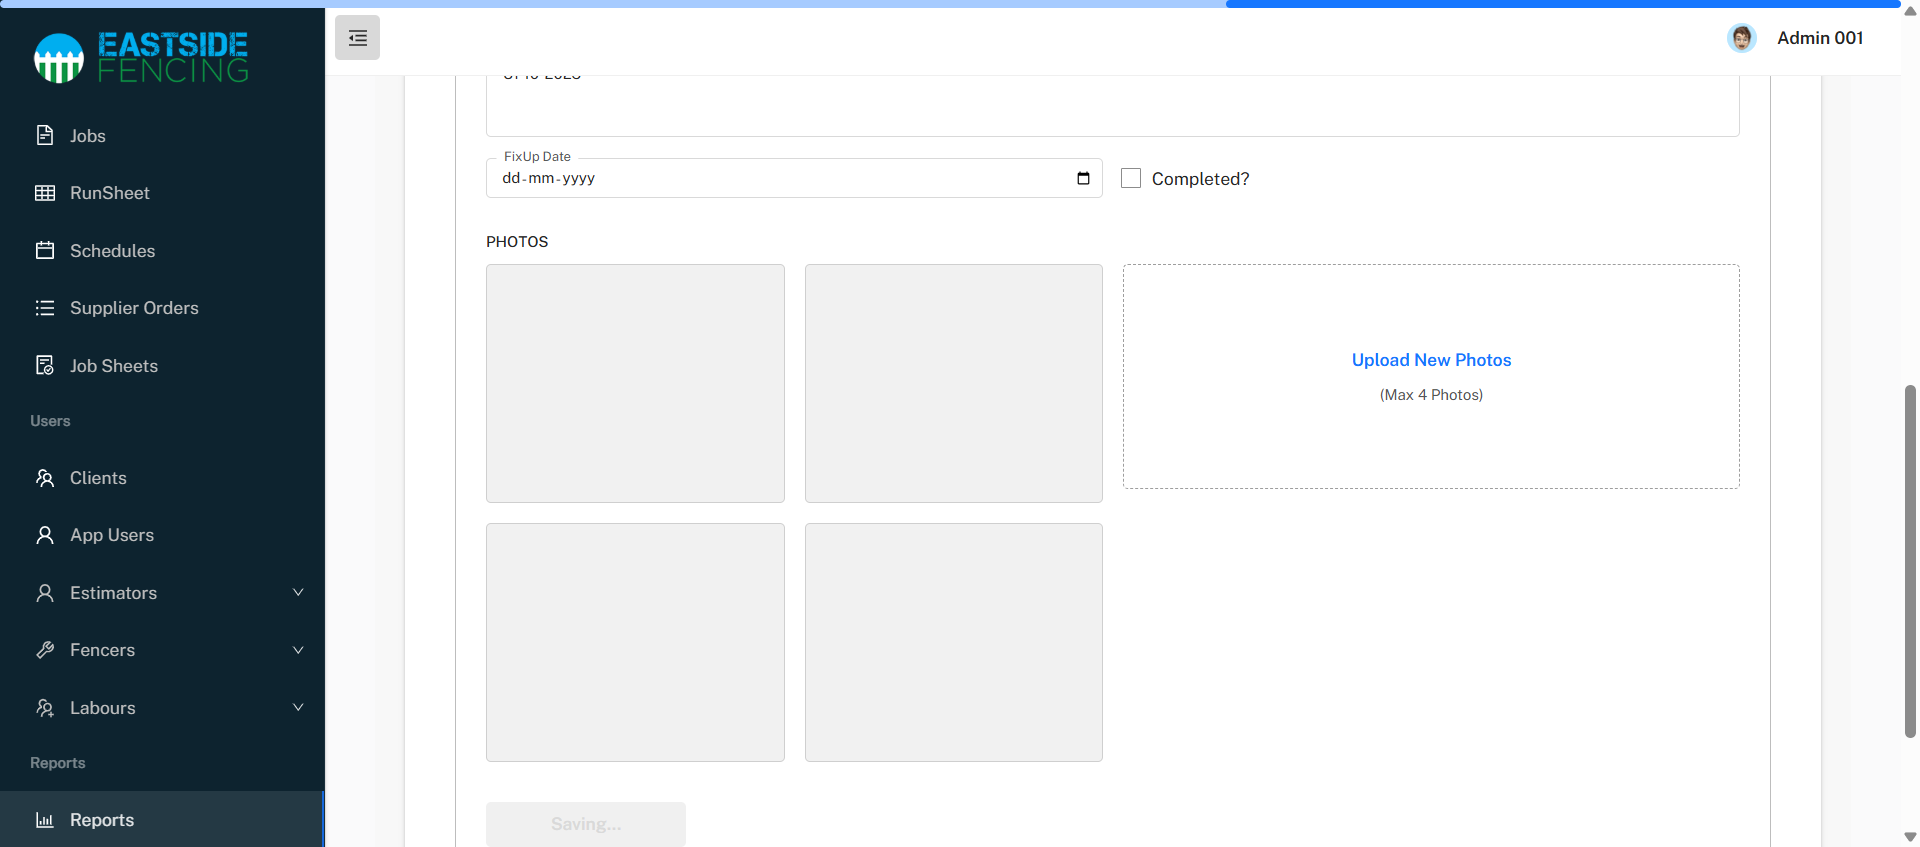 EASTSIDE
FENCING
Admin 001
Jobs
RunSheet
Schedules
Supplier Orders
Job Sheets
Users
Clients
App Users
Estimators
Fencers
Labours
Reports
Reports
FixUp Date
dd-mm-yyyy
Completed?
PHOTOS
Upload New Photos
(Max 4 Photos)
Saving...